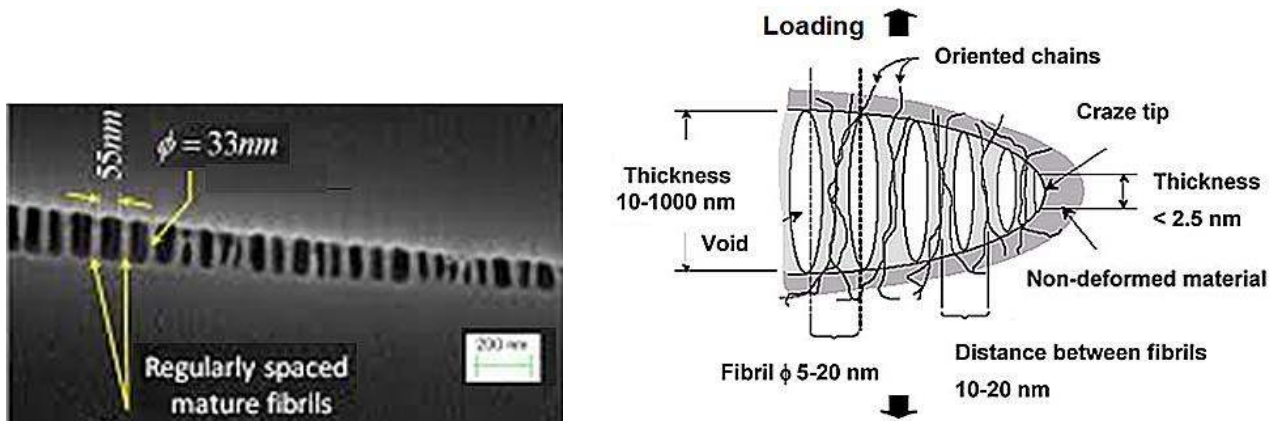 55nm
ϕ = 33nm
Regularly spaced
mature fibrils
200 nm
Loading
Oriented chains
Craze tip
Thickness
10-1000 nm
Thickness
< 2.5 nm
Void
Non-deformed material
Fibril ϕ 5-20 nm
Distance between fibrils
10-20 nm